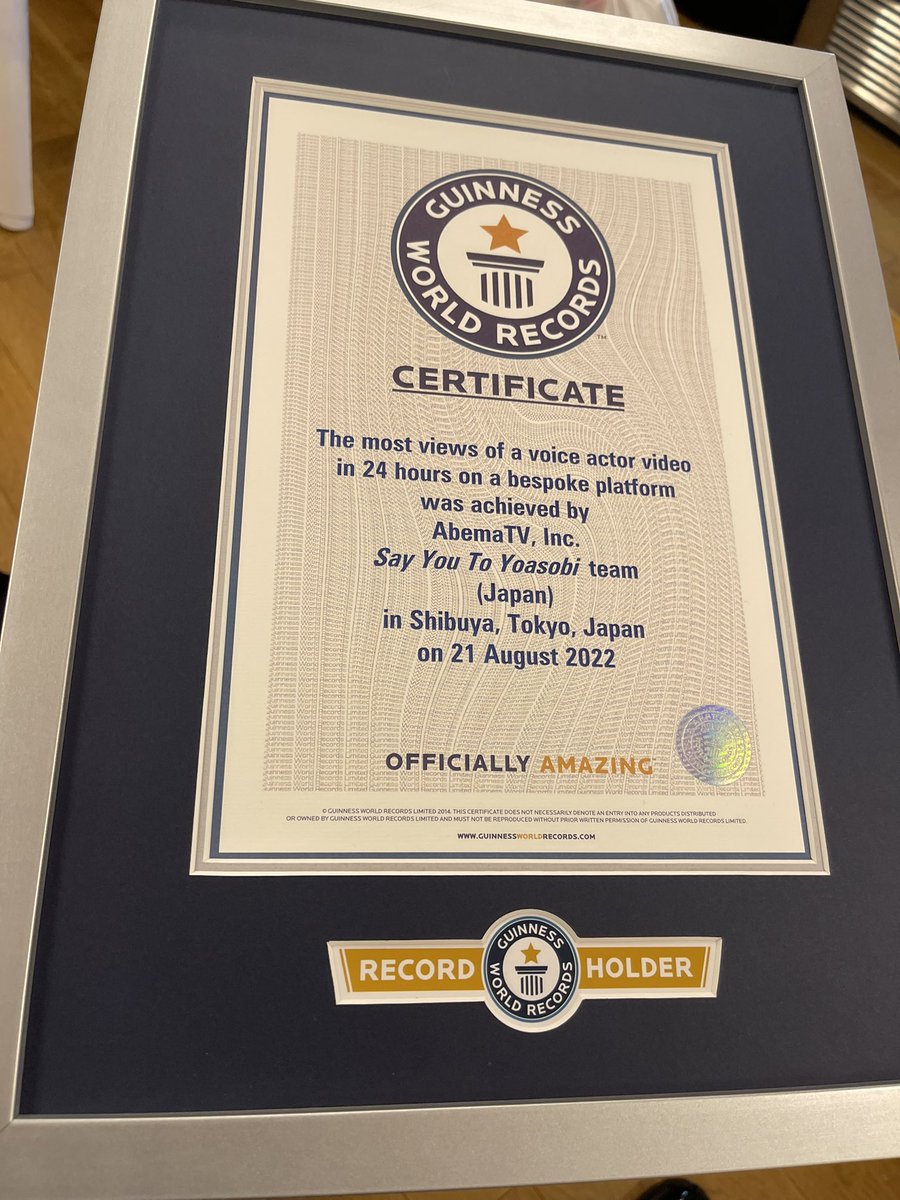 GUINNESS
WORLD RECORDS
™
CERTIFICATE
The most views of a voice actor video
in 24 hours on a bespoke platform
was achieved by
AbemaTV, Inc.
Say You To Yoasobi team
(Japan)
in Shibuya, Tokyo, Japan
on 21 August 2022
OFFICIALLY AMAZING
© GUINNESS WORLD RECORDS LIMITED 2014. THIS CERTIFICATE DOES NOT NECESSARILY DENOTE AN ENTRY INTO ANY PRODUCTS DISTRIBUTED
OR OWNED BY GUINNESS WORLD RECORDS LIMITED AND MUST NOT BE REPRODUCED WITHOUT PRIOR WRITTEN PERMISSION OF GUINNESS WORLD RECORDS LIMITED.
WWW.GUINNESSWORLDRECORDS.COM
RECORD
GUINNESS
WORLD RECORDS
HOLDER